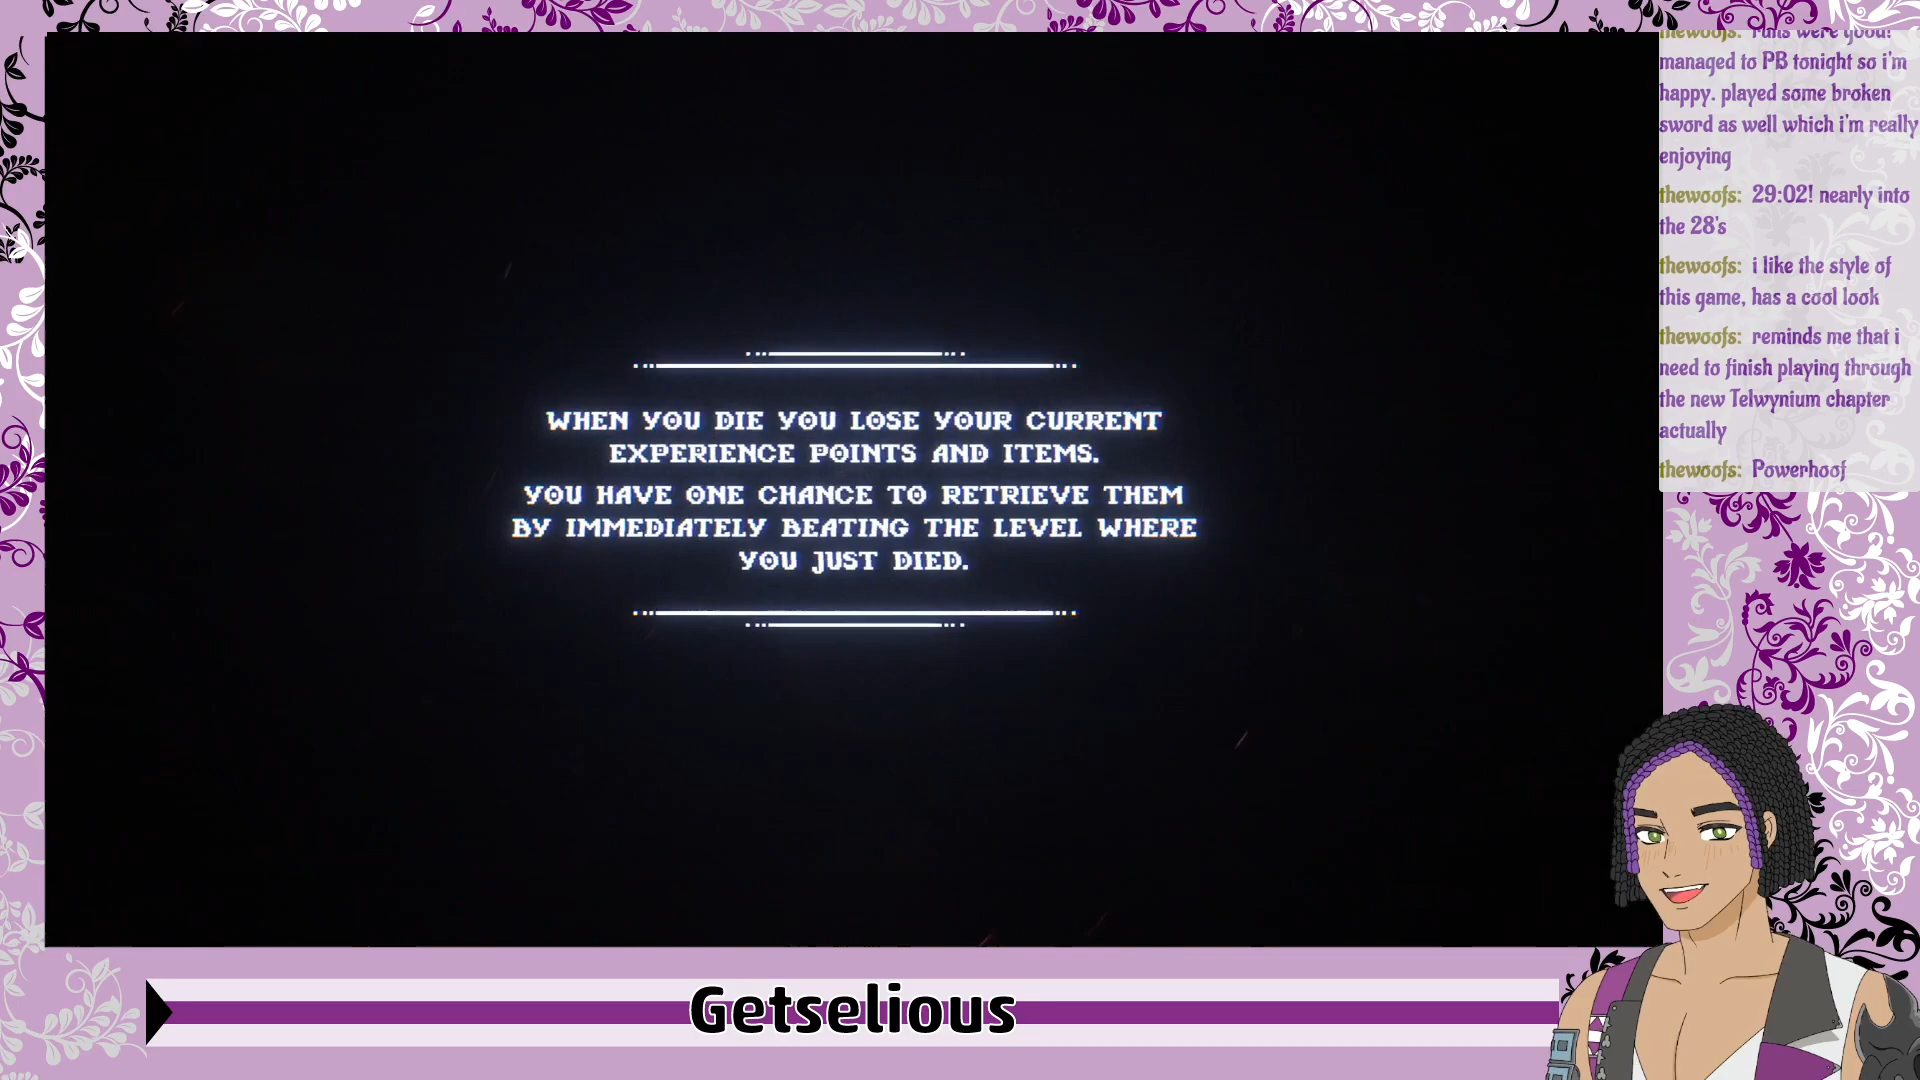 WHEN YOU DIE YOU LOSE YOUR CURRENT
EXPERIENCE POINTS AND ITEMS.
YOU HAVE ONE CHANCE TO RETRIEVE THEM
BY IMMEDIATELY BEATING THE LEVEL WHERE
YOU JUST DIED.
thewoofs: runs were good!
managed to PB tonight so i'm
happy. played some broken
sword as well which i'm really
enjoying
thewoofs: 29:02! nearly into
the 28's
thewoofs: i like the style of
this game, has a cool look
thewoofs: reminds me that i
need to finish playing through
the new Telwynium chapter
actually
thewoofs: Powerhoof
Getselious